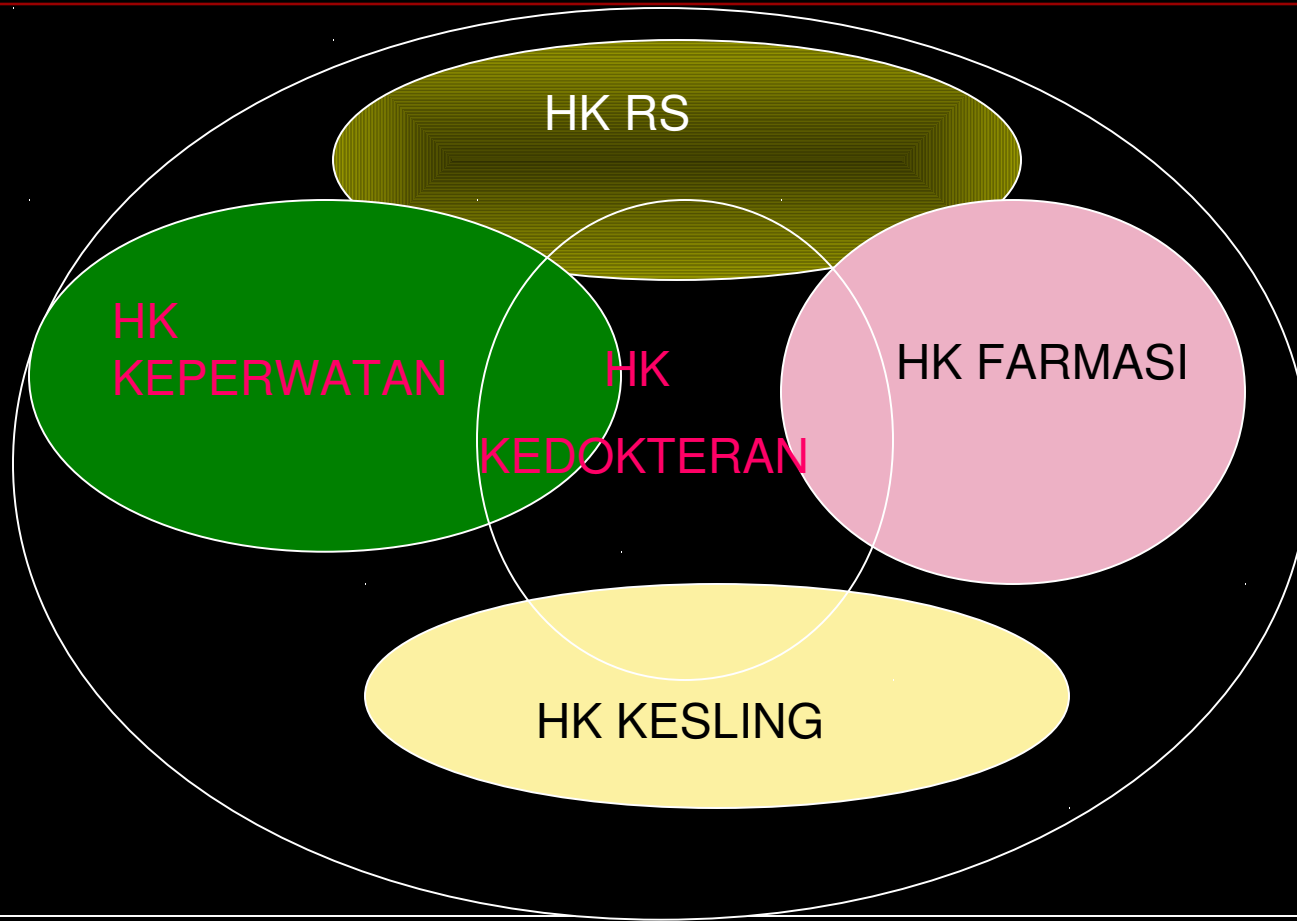 HK RS
HK
KEPERWATAN
HK
KEDOKTERAN
HK FARMASI
HK KESLING